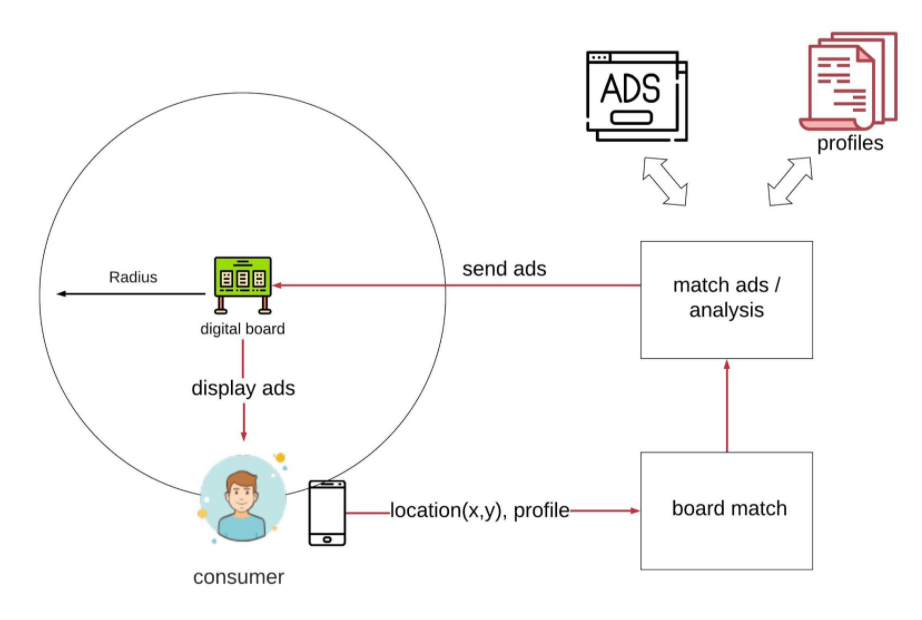 ADS
profiles
send ads
match ads /
analysis
Radius
digital board
display ads
location(x,y), profile
board match
consumer